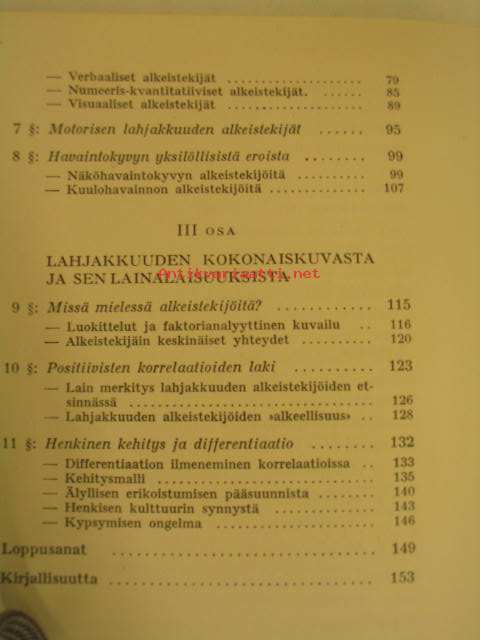 — Verbaaliset alkeistekijät .................. 79
— Numeeris-kvantitatiiviset alkeistekijät. ...... 85
— Visuaaliset alkeistekijät .................... 89
7 §: Motorisen lahjakkuuden alkeistekijät ...... 95
8 §: Havaintokyvyn yksilöllisistä eroista ........ 99
— Näköhavaintokyvyn alkeistekijöitä .......... 99
— Kuulohavainnon alkeistekijöitä ............. 107
III OSA
LAHJAKKUUDEN KOKONAISKUVASTA
JA SEN LAINALAISUUKSISTA
Antikvariaatti.net
9 §: Missä mielessä alkeistekijöitä? ............ 115
— Luokittelut ja faktorianalyyttinen kuvailu .. 116
— Alkeistekijäin keskinäiset yhteydet .......... 120
10 §: Positiivisten korrelaatioiden laki .......... 123
— Lain merkitys lahjakkuuden alkeistekijöiden et-
sinnässä ................................ 126
— Lahjakkuuden alkeistekijöiden »alkeellisuus» .. 128
11 §: Henkinen kehitys ja differentiaatio ........ 132
— Differentiaation ilmeneminen korrelaatioissa .. 133
— Kehitysmalli .............................. 135
— Älyllisen erikoistumisen pääsuunnista ........ 140
— Henkisen kulttuurin synnystä .............. 143
— Kypsymisen ongelma ...................... 146
Loppusanat .............................. 149
Kirjallisuutta .............................. 153